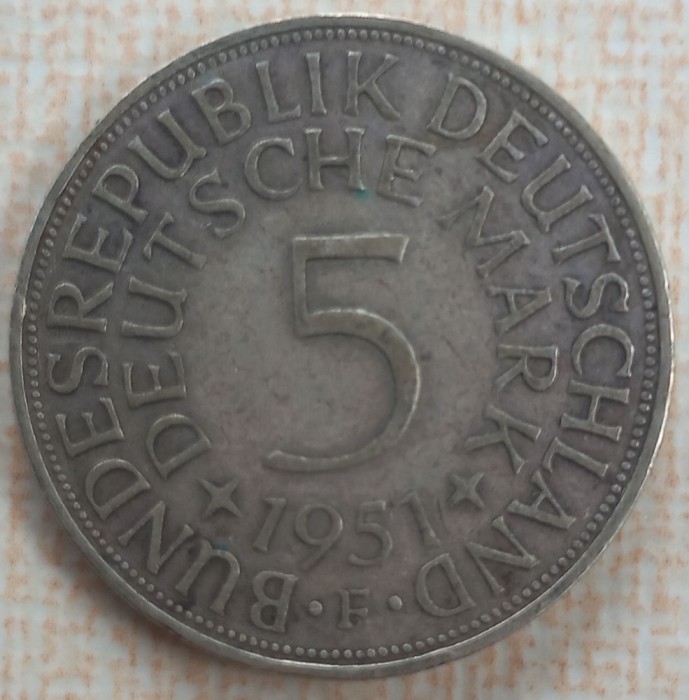 BUNDESREPUBLIK DEUTSCHLAND
DEUTSCHE MARK
5
1951
F